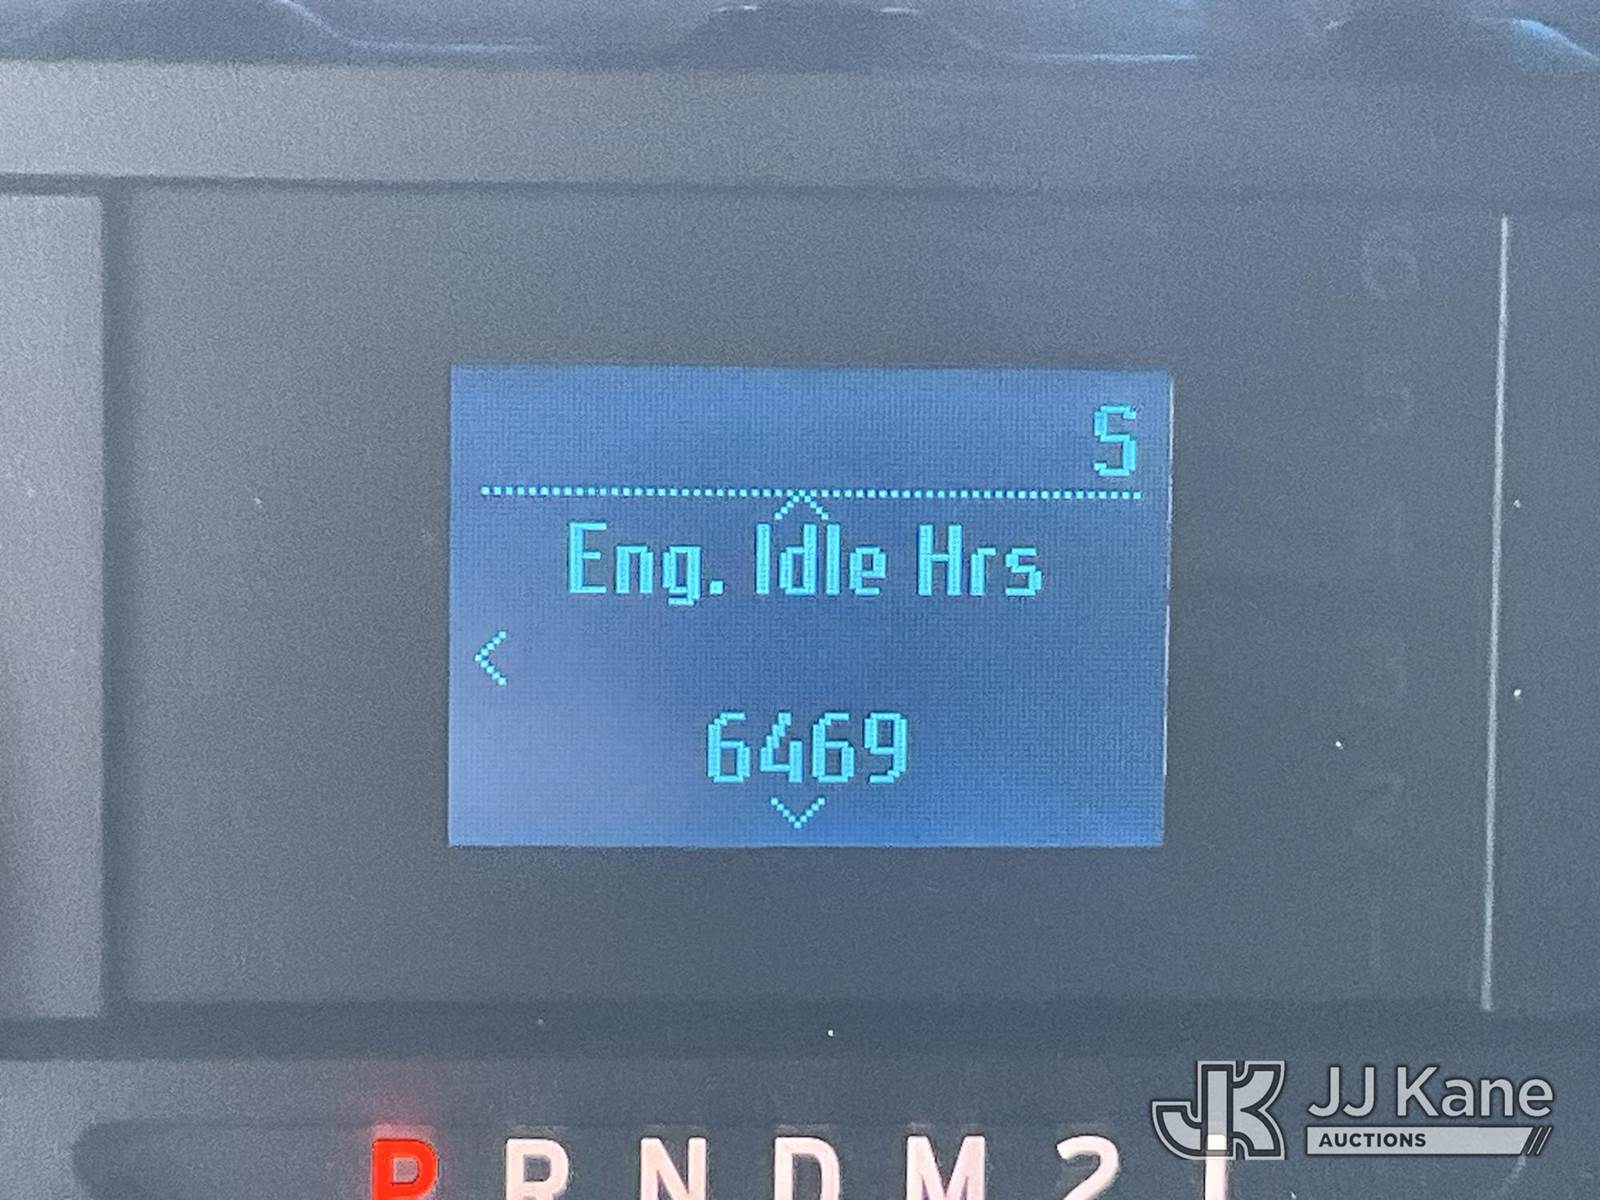 S
Eng. Idle Hrs
6469
P R N D M 2 1
JJ Kane
AUCTIONS